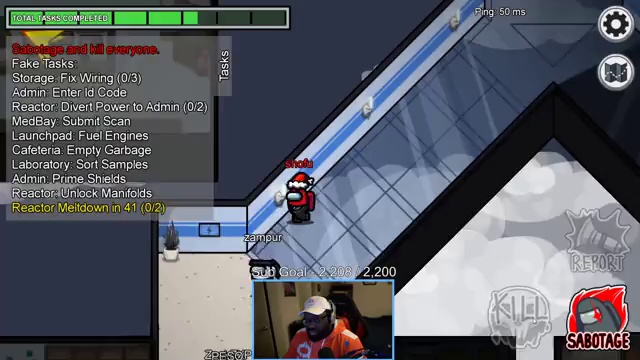 TOTAL TASKS COMPLETED
Ping: 50 ms
Sabotage and kill everyone.
Fake Tasks:
Storage: Fix Wiring (0/3)
Admin: Enter Id Code
Reactor: Divert Power to Admin (0/2)
MedBay: Submit Scan
Launchpad: Fuel Engines
Cafeteria: Empty Garbage
Laboratory: Sort Samples
Admin: Prime Shields
Reactor: Unlock Manifolds
Reactor Meltdown in 41 (0/2)
Tasks
shofu
zampur
Sub Goal - 2,208 / 2,200
REPORT
KILL
SABOTAGE